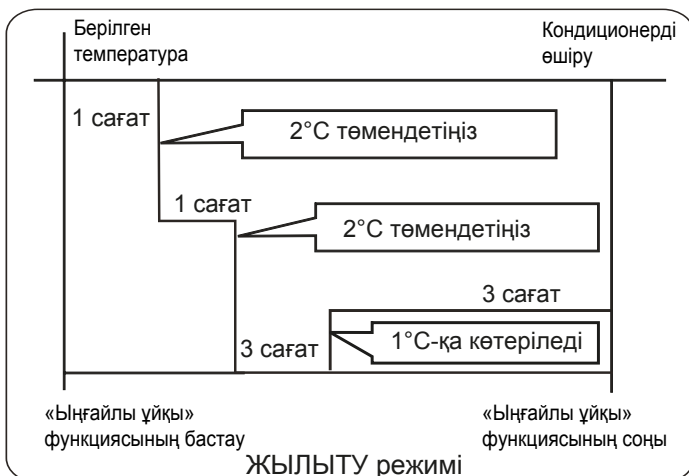 Берілген
температура
Кондиционерді
өшіру
1 сағат
2°C төмендетіңіз
1 сағат
2°C төмендетіңіз
3 сағат
3 сағат
1°C-қа көтеріледі
«Ыңғайлы ұйқы»
функциясының бастау
«Ыңғайлы ұйқы»
функциясының соңы
ЖЫЛЫТУ режимі